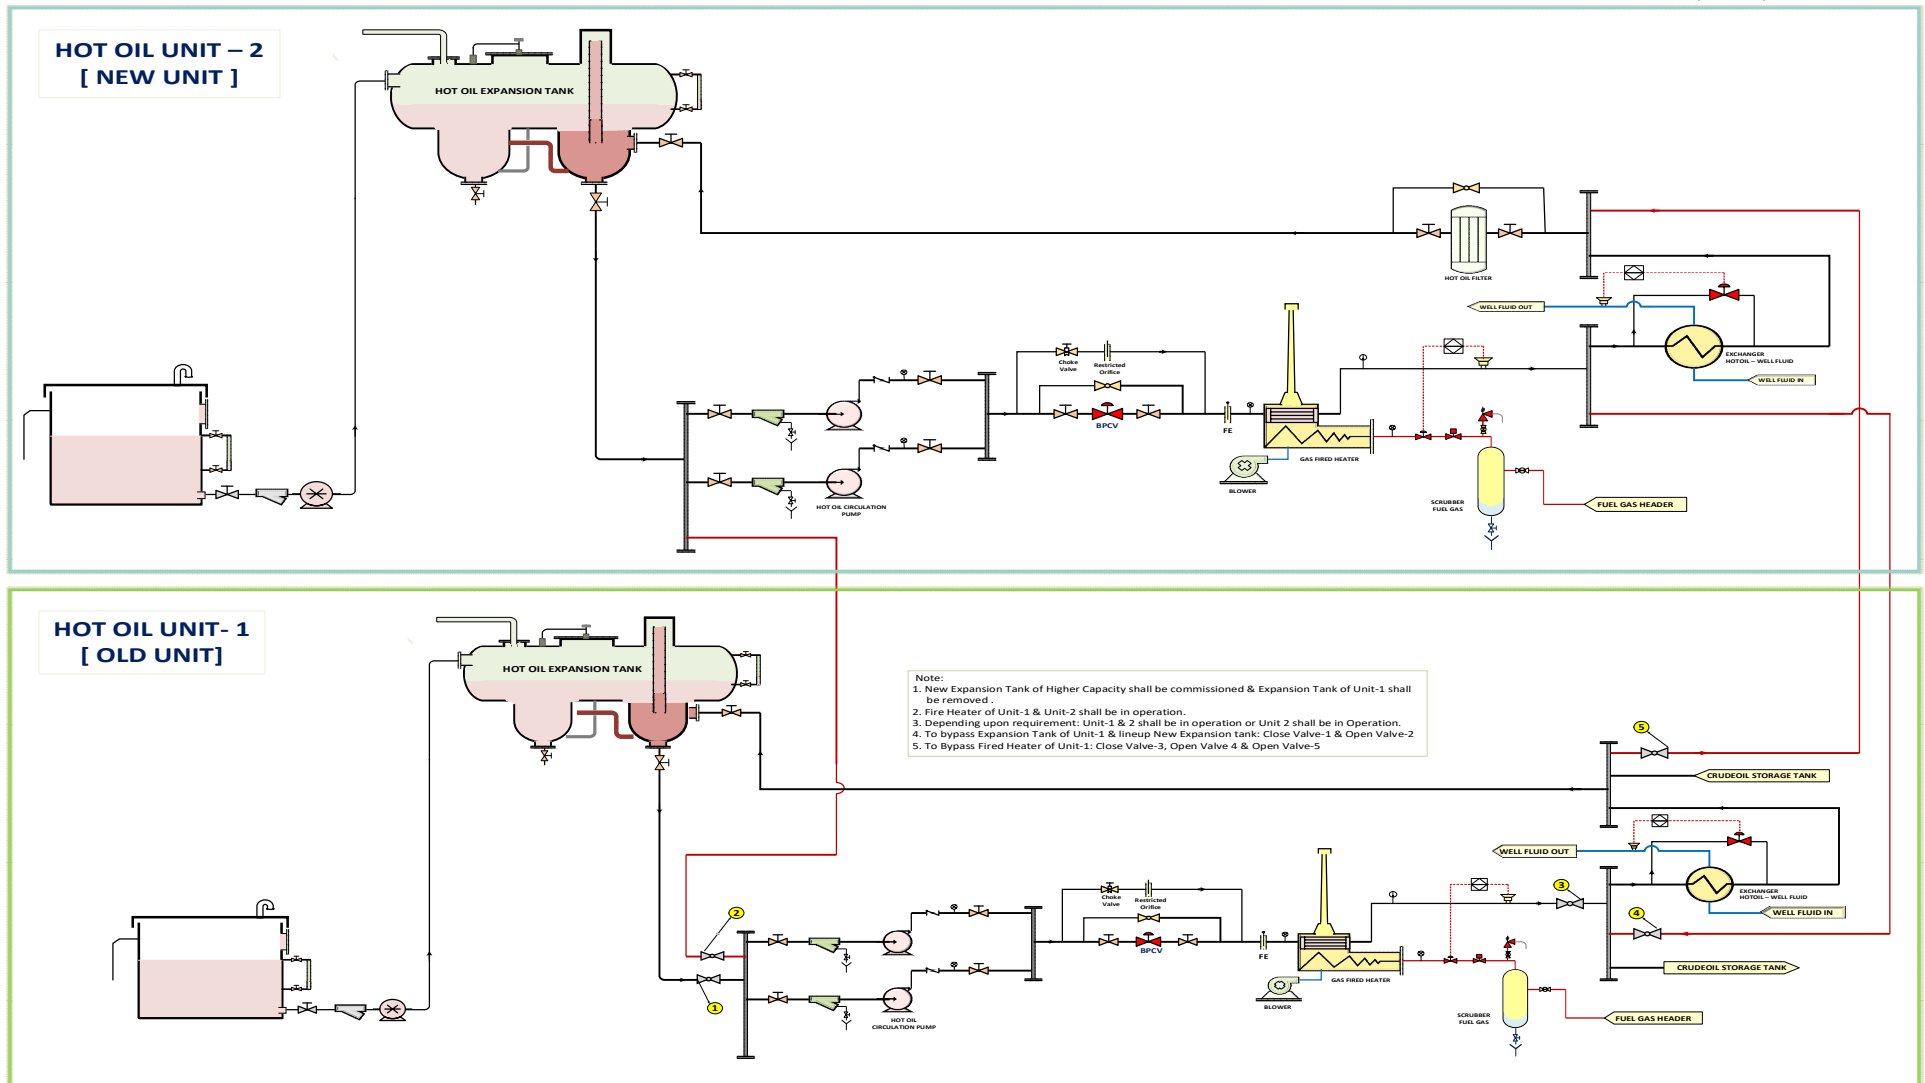 HOT OIL UNIT – 2
[ NEW UNIT ]
HOT OIL EXPANSION TANK
HOT OIL FILTER
WELL FLUID OUT
EXCHANGER
HOTOIL – WELL FLUID
WELL FLUID IN
Choke
Valve
Restricted
Orifice
BPCV
FE
GAS FIRED HEATER
BLOWER
HOT OIL CIRCULATION
PUMP
SCRUBBER
FUEL GAS
FUEL GAS HEADER
HOT OIL UNIT- 1
[ OLD UNIT]
HOT OIL EXPANSION TANK
Note:
1. New Expansion Tank of Higher Capacity shall be commissioned & Expansion Tank of Unit-1 shall
be removed .
2. Fire Heater of Unit-1 & Unit-2 shall be in operation.
3. Depending upon requirement: Unit-1 & 2 shall be in operation or Unit 2 shall be in Operation.
4. To bypass Expansion Tank of Unit-1 & lineup New Expansion tank: Close Valve-1 & Open Valve-2
5. To Bypass Fired Heater of Unit-1: Close Valve-3, Open Valve 4 & Open Valve-5
5
CRUDEOIL STORAGE TANK
WELL FLUID OUT
EXCHANGER
HOTOIL – WELL FLUID
WELL FLUID IN
3
4
CRUDEOIL STORAGE TANK
2
1
Choke
Valve
Restricted
Orifice
BPCV
FE
GAS FIRED HEATER
BLOWER
HOT OIL
CIRCULATION PUMP
SCRUBBER
FUEL GAS
FUEL GAS HEADER